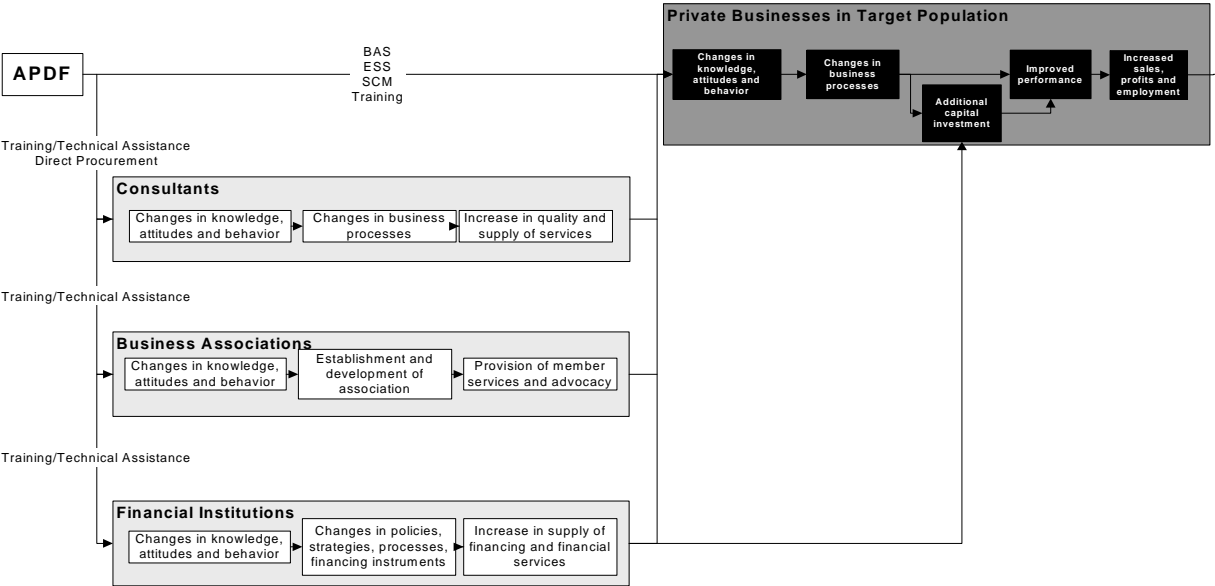 Private Businesses in Target Population
APDF
BAS
ESS
SCM
Training
Changes in
knowledge,
attitudes and
behavior
Changes in
business
processes
Additional
capital
investment
Improved
performance
Increased
sales,
profits and
employment
Training/Technical Assistance
Direct Procurement
Consultants
Changes in knowledge,
attitudes and behavior
Changes in business
processes
Increase in quality and
supply of services
Training/Technical Assistance
Business Associations
Changes in knowledge,
attitudes and behavior
Establishment and
development of
association
Provision of member
services and advocacy
Training/Technical Assistance
Financial Institutions
Changes in knowledge,
attitudes and behavior
Changes in policies,
strategies, processes,
financing instruments
Increase in supply of
financing and financial
services